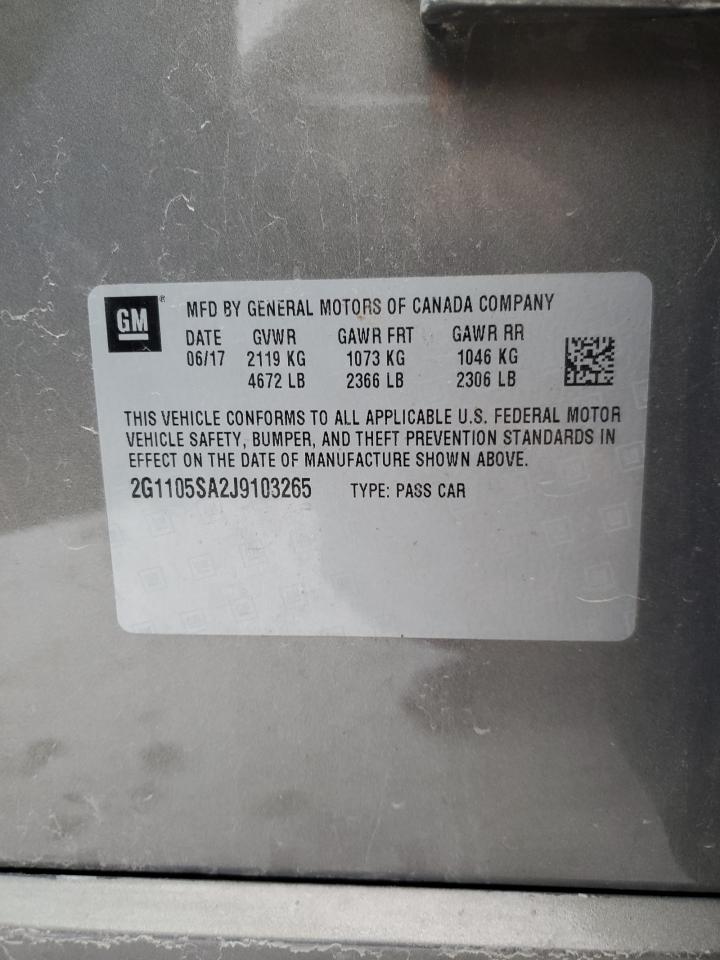 GM
®
MFD BY GENERAL MOTORS OF CANADA COMPANY
DATE GVWR GAWR FRT GAWR RR
06/17 2119 KG 1073 KG 1046 KG
4672 LB 2366 LB 2306 LB
THIS VEHICLE CONFORMS TO ALL APPLICABLE U.S. FEDERAL MOTOR
VEHICLE SAFETY, BUMPER, AND THEFT PREVENTION STANDARDS IN
EFFECT ON THE DATE OF MANUFACTURE SHOWN ABOVE.
2G1105SA2J9103265 TYPE: PASS CAR